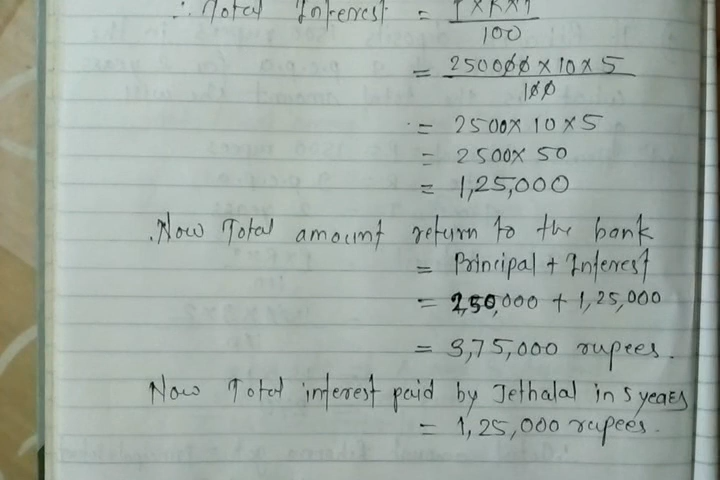 ∴ Total Interest = P×R×T
100
= 250000×10×5
100
= 2500×10×5
= 2500×50
= 1,25,000
.Now Total amount return to the bank
= Principal + Interest
= 2,50,000 + 1,25,000
= 3,75,000 rupees.
Now Total interest paid by Jethalal in 5 years
= 1,25,000 rupees.